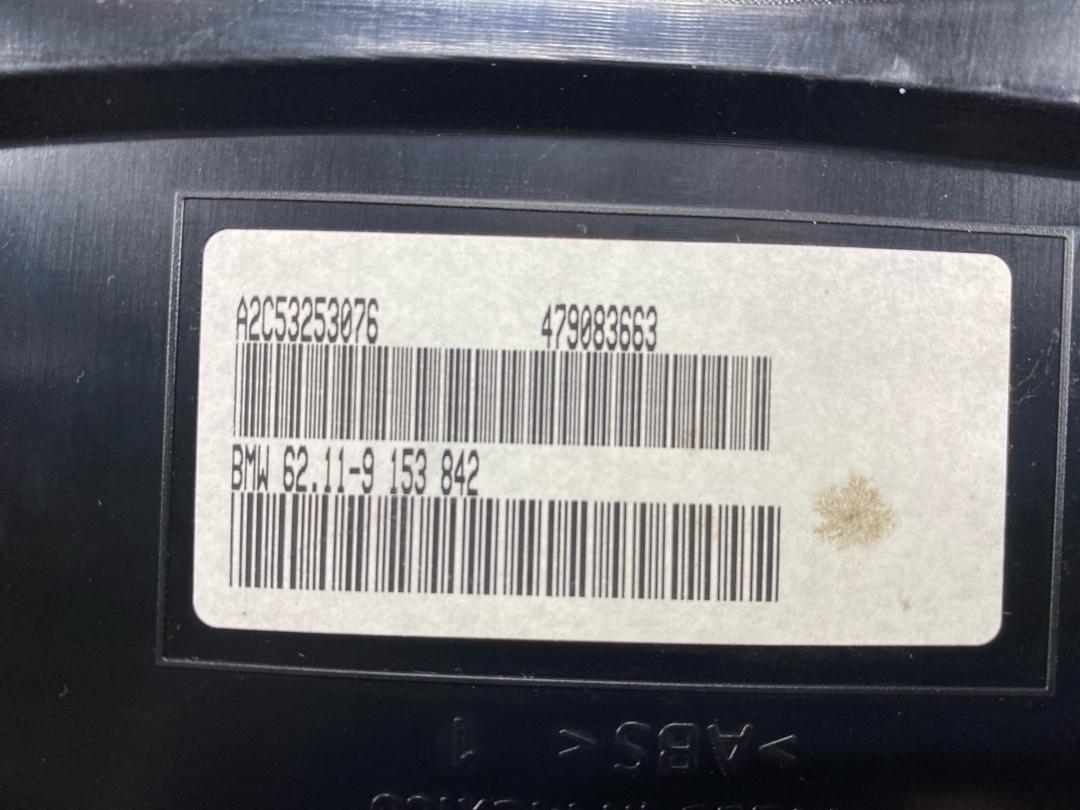 A2C53253076 479083663
BMW 62.11-9 153 842
>ABS< 1